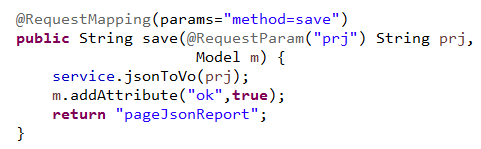 @RequestMapping(params="method=save")
public String save(@RequestParam("prj") String prj,
Model m) {
service.jsonToVo(prj);
m.addAttribute("ok",true);
return "pageJsonReport";
}